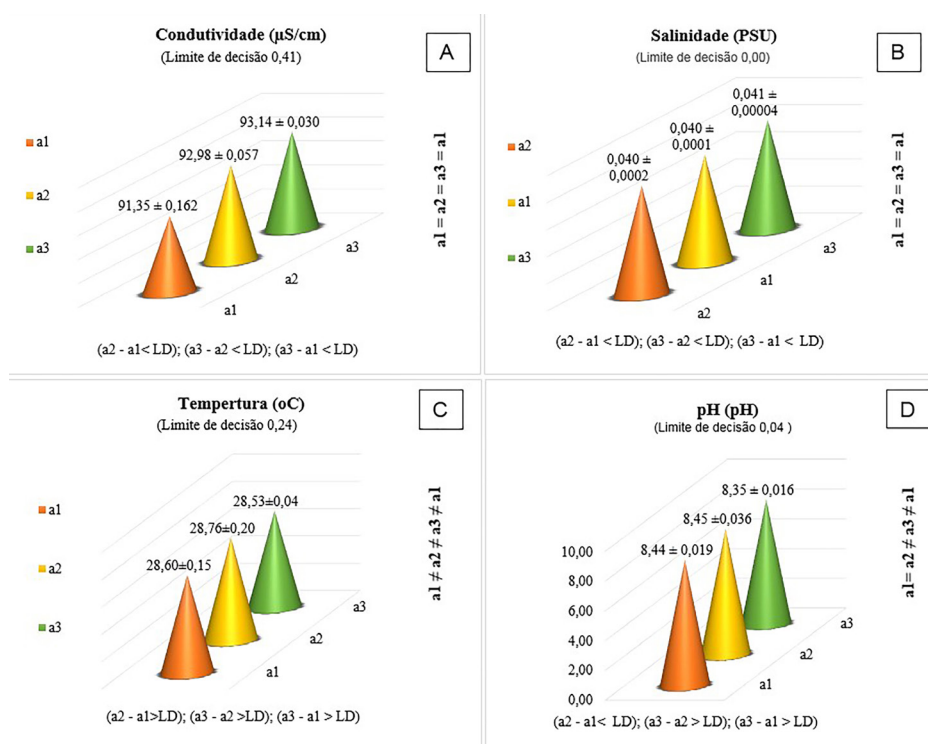 Condutividade (µS/cm)
(Limite de decisão 0,41)
A
a1
a2
a3
91,35 ± 0,162
92,98 ± 0,057
93,14 ± 0,030
a1
a2
a3
a1 = a2 = a3 = a1
(a2 - a1< LD); (a3 - a2 < LD); (a3 - a1 < LD)
Salinidade (PSU)
(Limite de decisão 0,00)
B
a2
a1
a3
0,040 ±
0,0002
0,040 ±
0,0001
0,041 ±
0,00004
a2
a1
a3
a1 = a2 = a3 = a1
(a2 - a1 < LD); (a3 - a2 < LD); (a3 - a1 < LD)
Tempertura (oC)
(Limite de decisão 0,24)
C
a1
a2
a3
28,60±0,15
28,76±0,20
28,53±0,04
a1
a2
a3
a1 ≠ a2 ≠ a3 ≠ a1
(a2 - a1>LD); (a3 - a2 >LD); (a3 - a1 > LD)
pH (pH)
(Limite de decisão 0,04 )
D
10,00
8,00
6,00
4,00
2,00
0,00
8,44 ± 0,019
8,45 ± 0,036
8,35 ± 0,016
a1
a2
a3
a1= a2 ≠ a3 ≠ a1
(a2 - a1< LD); (a3 - a2 > LD); (a3 - a1 > LD)